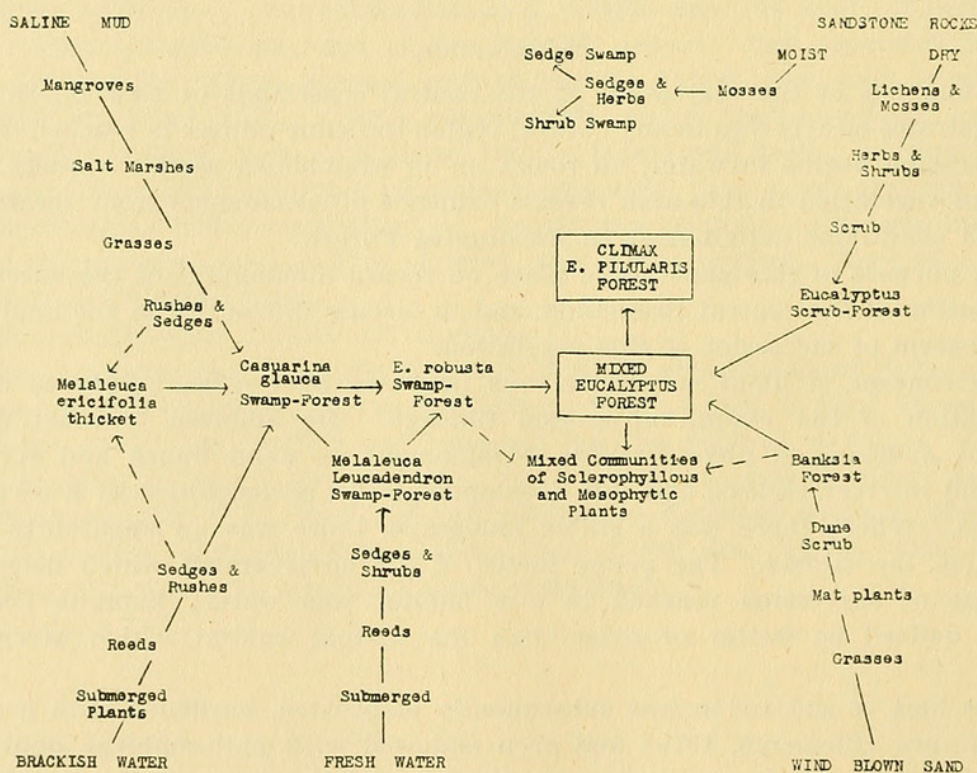 SALINE MUD
SANDSTONE ROCKS
MOIST
DRY
Sedge Swamp
Sedges &
Herbs
Shrub Swamp
Mosses
Lichens &
Mosses
Mangroves
Salt Marshes
Herbs &
Shrubs
Grasses
Scrub
CLIMAX
E. PILULARIS
FOREST
Rushes &
Sedges
Eucalyptus
Scrub-Forest
Melaleuca
ericifolia
thicket
Casuarina
glauca
Swamp-Forest
E. robusta
Swamp-
Forest
MIXED
EUCALYPTUS
FOREST
Melaleuca
Leucadendron
Swamp-Forest
Mixed Communities
of Sclerophyllous
and Mesophytic
Plants
Banksia
Forest
Dune
Scrub
Sedges &
Rushes
Sedges &
Shrubs
Mat plants
Reeds
Reeds
Grasses
Submerged
Plants
Submerged
BRACKISH WATER
FRESH WATER
WIND BLOWN SAND